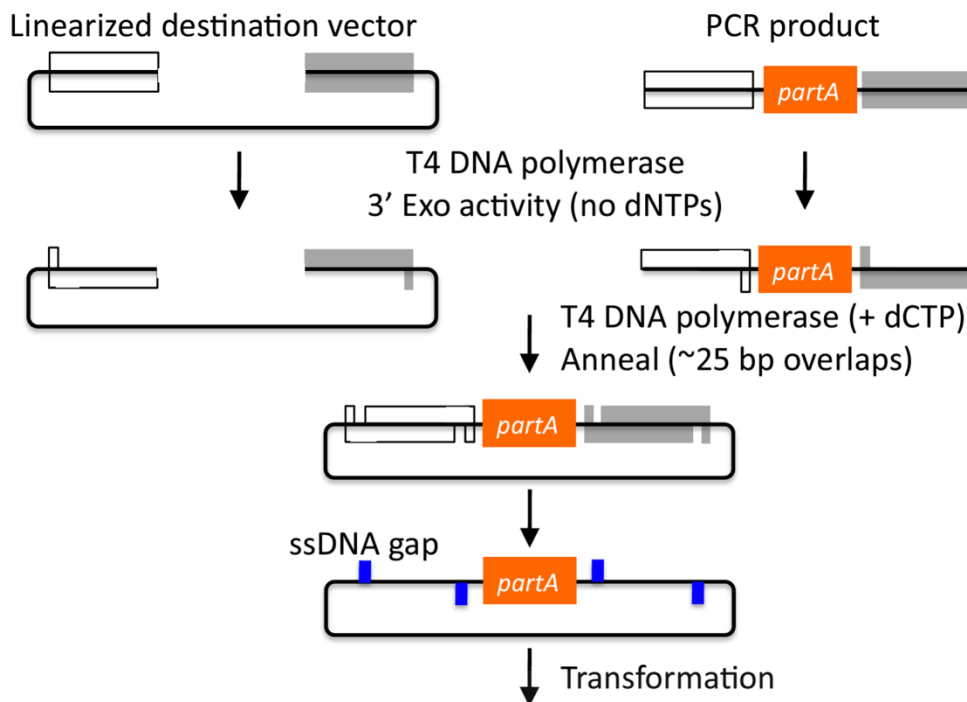 Linearized destination vector
PCR product
partA
T4 DNA polymerase
3’ Exo activity (no dNTPs)
partA
T4 DNA polymerase (+ dCTP)
Anneal (~25 bp overlaps)
partA
ssDNA gap
partA
Transformation